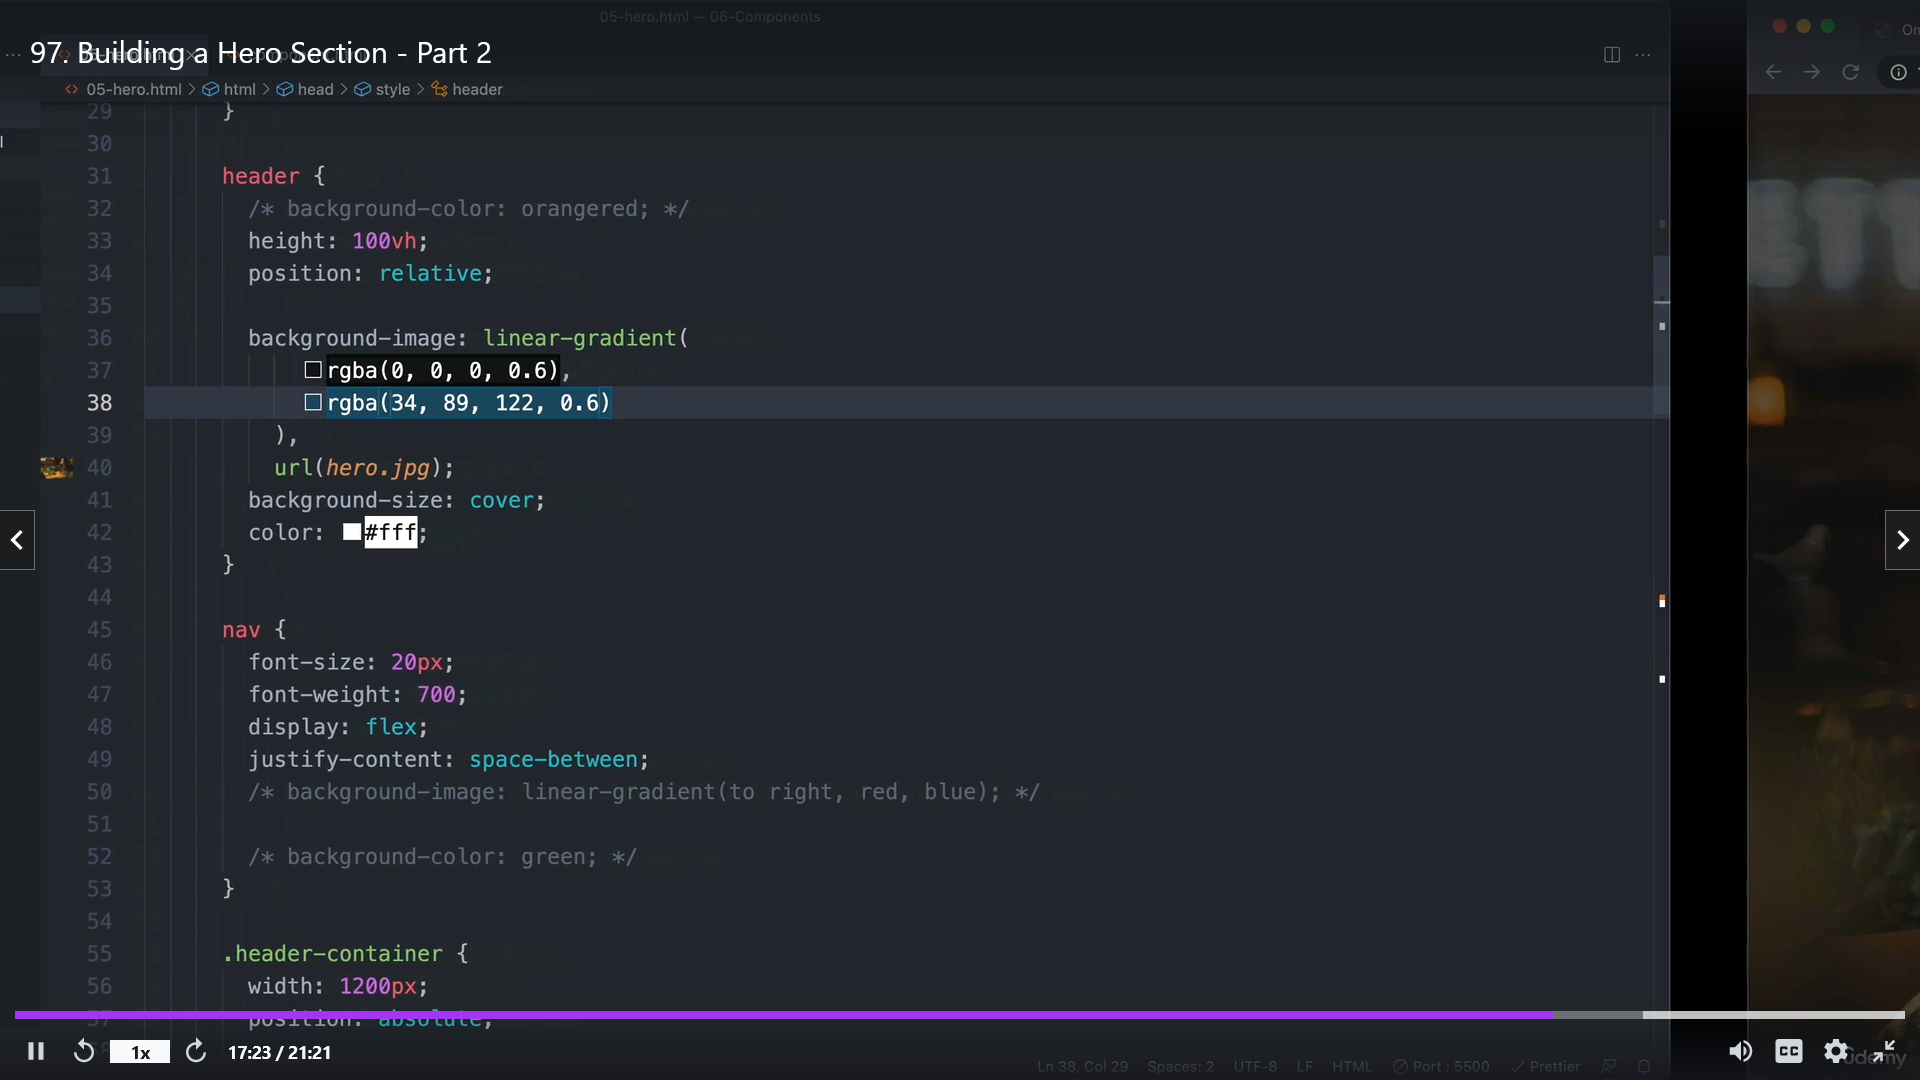 05-hero.html — 06-Components
97. Building a Hero Section - Part 2
05-hero.html > html > head > style > header
29 }
30
31 header {
32 /* background-color: orangered; */
33 height: 100vh;
34 position: relative;
35
36 background-image: linear-gradient(
37 rgba(0, 0, 0, 0.6),
38 rgba(34, 89, 122, 0.6)
39 ),
40 url(hero.jpg);
41 background-size: cover;
42 color: #fff;
43 }
44
45 nav {
46 font-size: 20px;
47 font-weight: 700;
48 display: flex;
49 justify-content: space-between;
50 /* background-image: linear-gradient(to right, red, blue); */
51
52 /* background-color: green; */
53 }
54
55 .header-container {
56 width: 1200px;
57 position: absolute;
1x 17:23 / 21:21 CC
Ln 38, Col 29 Spaces: 2 UTF-8 LF HTML Port : 5500 Prettier